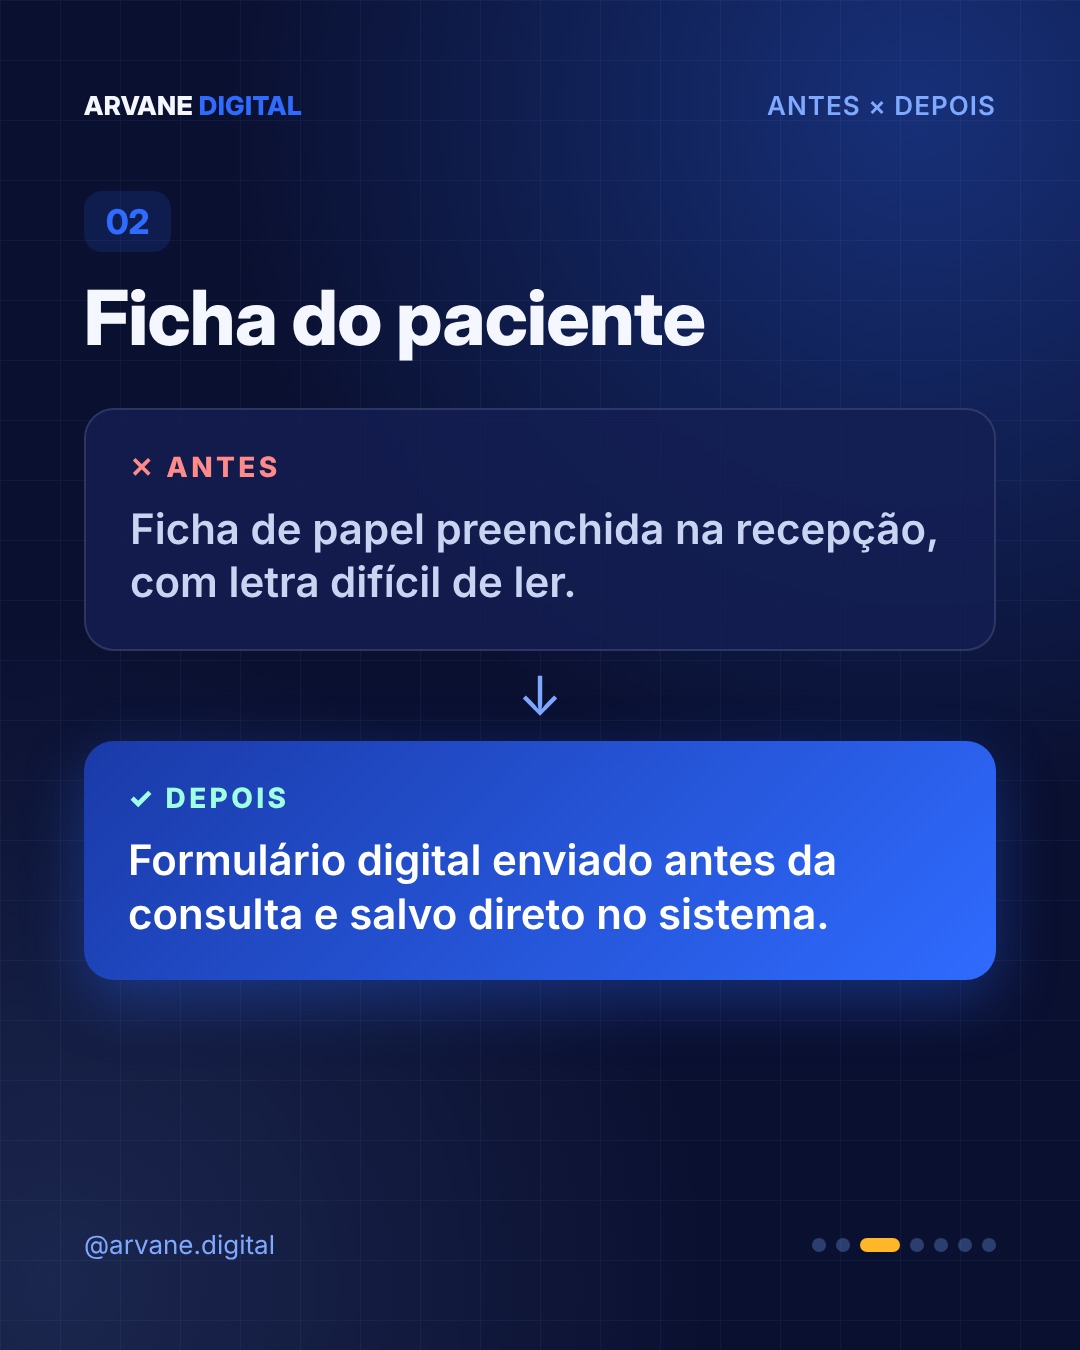 ARVANE DIGITAL
ANTES × DEPOIS
02
Ficha do paciente
✕ ANTES
Ficha de papel preenchida na recepção,
com letra difícil de ler.
↓
✓ DEPOIS
Formulário digital enviado antes da
consulta e salvo direto no sistema.
@arvane.digital